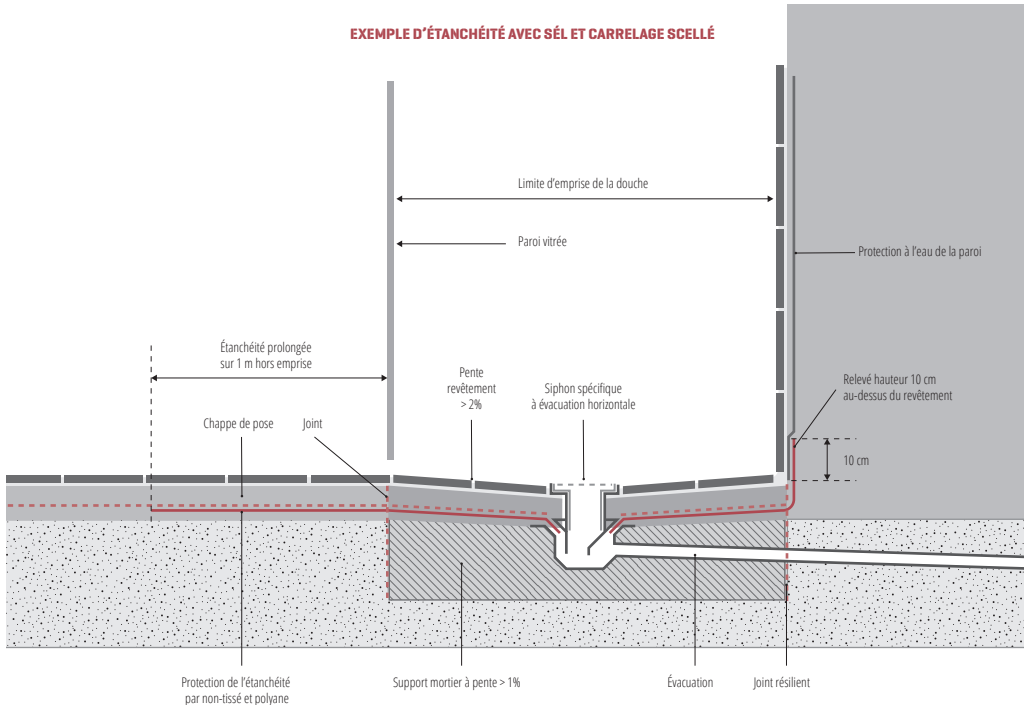 EXEMPLE D'ÉTANCHÉITÉ AVEC SÉL ET CARRELAGE SCELLÉ
Limite d'emprise de la douche
Paroi vitrée
Protection à l'eau de la paroi
Étanchéité prolongée
sur 1 m hors emprise
Pente
revêtement
> 2%
Siphon spécifique
à évacuation horizontale
Relevé hauteur 10 cm
au-dessus du revêtement
Chappe de pose
Joint
10 cm
Protection de l'étanchéité
par non-tissé et polyane
Support mortier à pente > 1%
Évacuation
Joint résilient